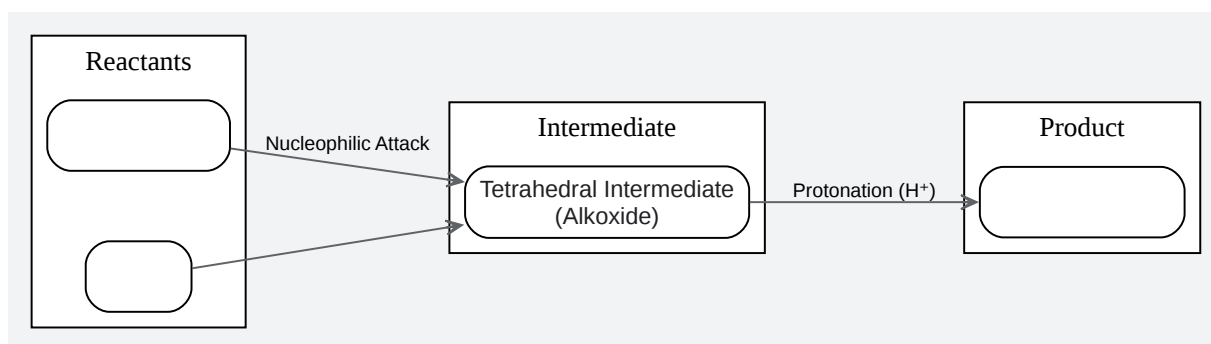 Reactants
Nucleophilic Attack
Intermediate
Tetrahedral Intermediate
(Alkoxide)
Protonation (H⁺)
Product